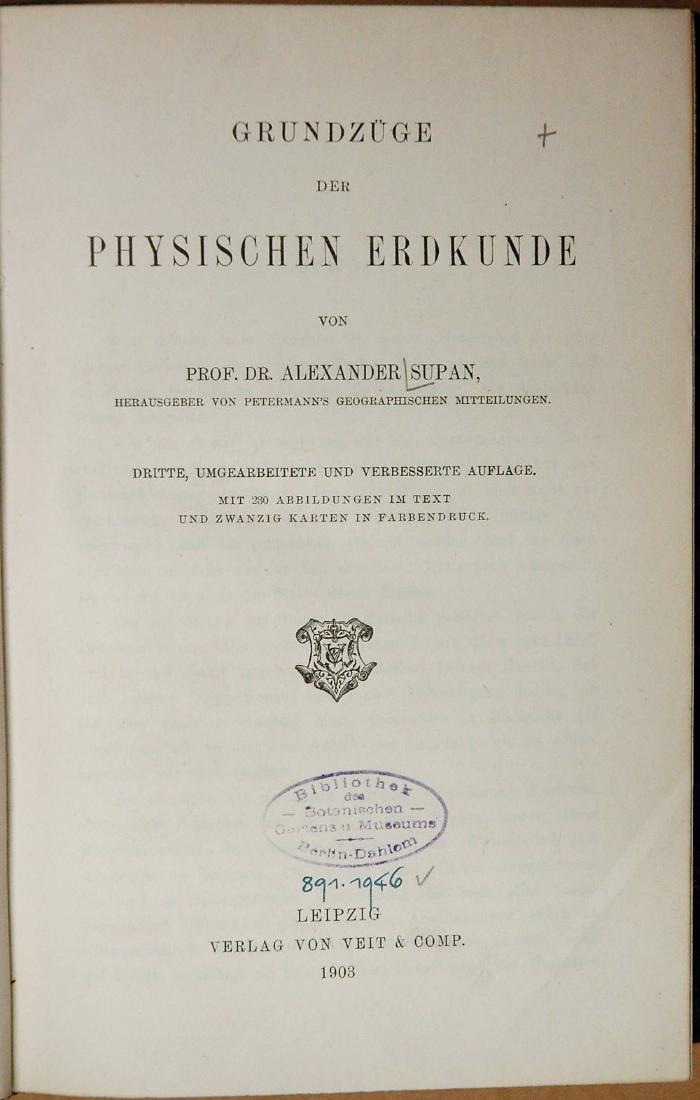 GRUNDZÜGE
DER
PHYSISCHEN ERDKUNDE
VON
PROF. DR. ALEXANDER SUPAN,
HERAUSGEBER VON PETERMANN'S GEOGRAPHISCHEN MITTEILUNGEN.
DRITTE, UMGEARBEITETE UND VERBESSERTE AUFLAGE.
MIT 230 ABBILDUNGEN IM TEXT
UND ZWANZIG KARTEN IN FARBENDRUCK.
Bibliothek
des
— Botanischen —
Gartens u Museums
Berlin-Dahlem
891.1946
LEIPZIG
VERLAG VON VEIT & COMP.
1903